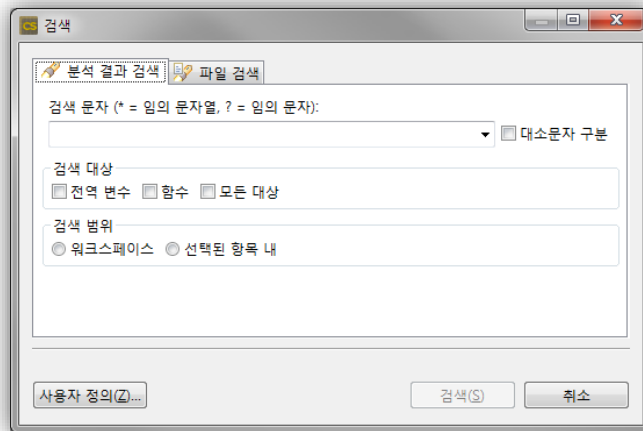 CS 검색
분석 결과 검색 파일 검색
검색 문자 (* = 임의 문자열, ? = 임의 문자):
대소문자 구분
검색 대상
전역 변수 함수 모든 대상
검색 범위
워크스페이스 선택된 항목 내
사용자 정의(Z)... 검색(S) 취소